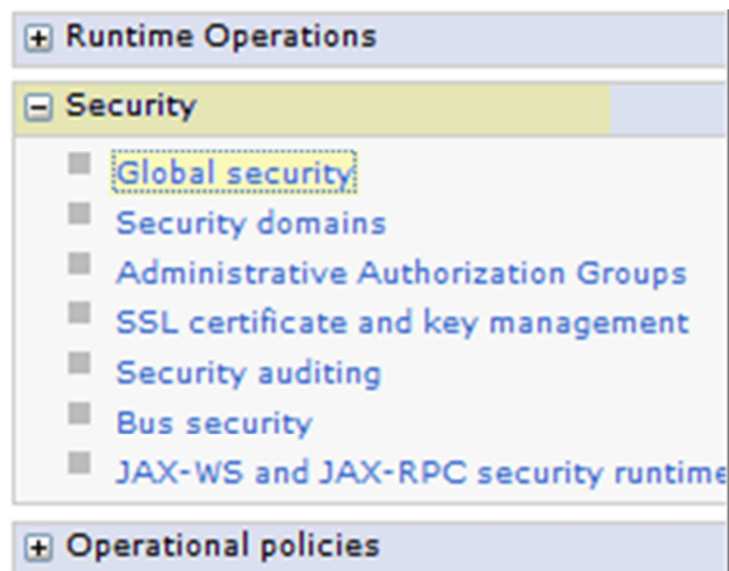 Runtime Operations
Security
Global security
Security domains
Administrative Authorization Groups
SSL certificate and key management
Security auditing
Bus security
JAX-WS and JAX-RPC security runtime
Operational policies